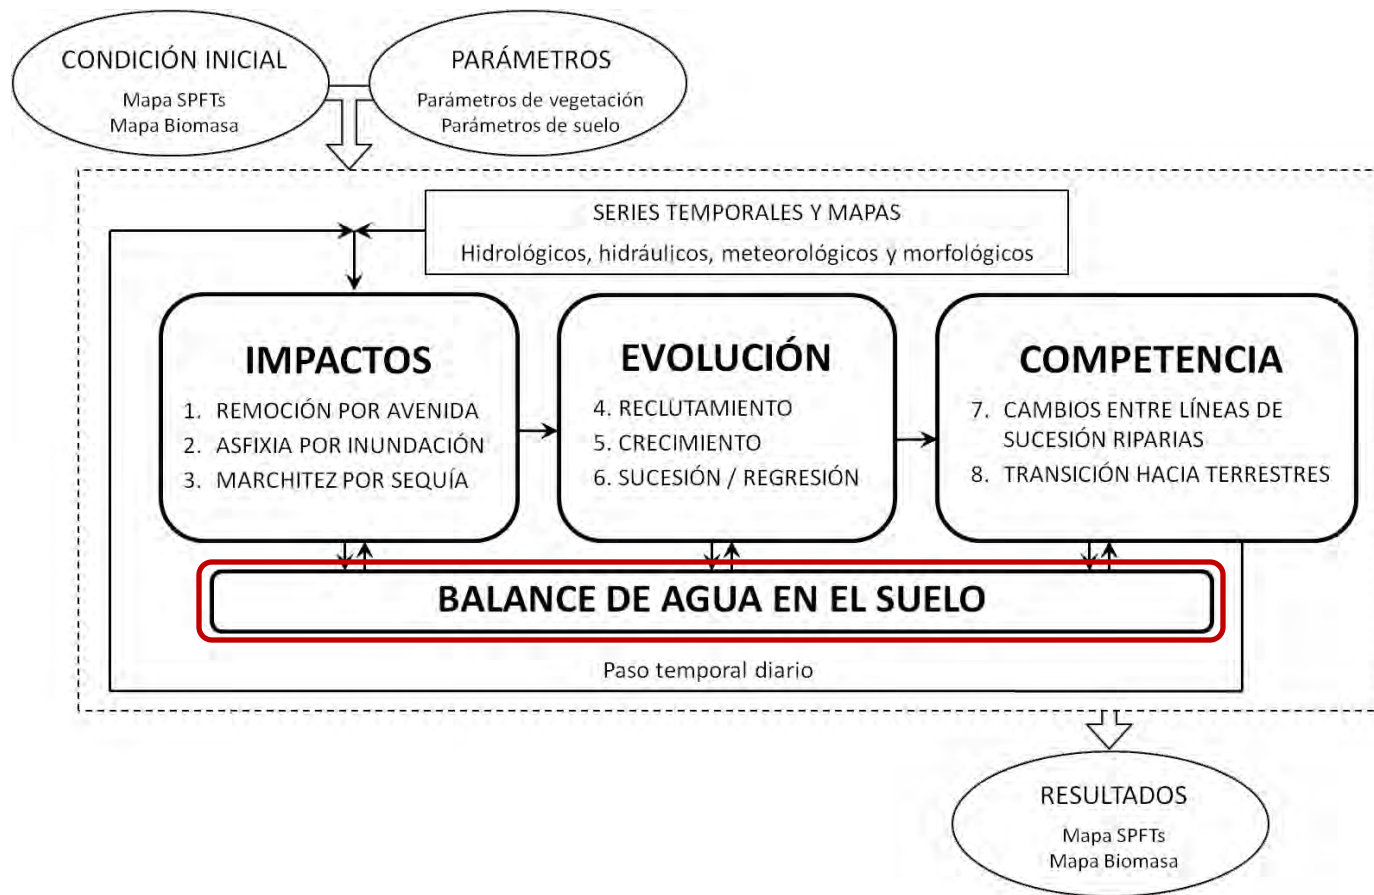 CONDICIÓN INICIAL
Mapa SPFTs
Mapa Biomasa
PARÁMETROS
Parámetros de vegetación
Parámetros de suelo
SERIES TEMPORALES Y MAPAS
Hidrológicos, hidráulicos, meteorológicos y morfológicos
IMPACTOS
1. REMOCIÓN POR AVENIDA
2. ASFIXIA POR INUNDACIÓN
3. MARCHITEZ POR SEQUÍA
EVOLUCIÓN
4. RECLUTAMIENTO
5. CRECIMIENTO
6. SUCESIÓN / REGRESIÓN
COMPETENCIA
7. CAMBIOS ENTRE LÍNEAS DE
SUCESIÓN RIPARIAS
8. TRANSICIÓN HACIA TERRESTRES
BALANCE DE AGUA EN EL SUELO
Paso temporal diario
RESULTADOS
Mapa SPFTs
Mapa Biomasa